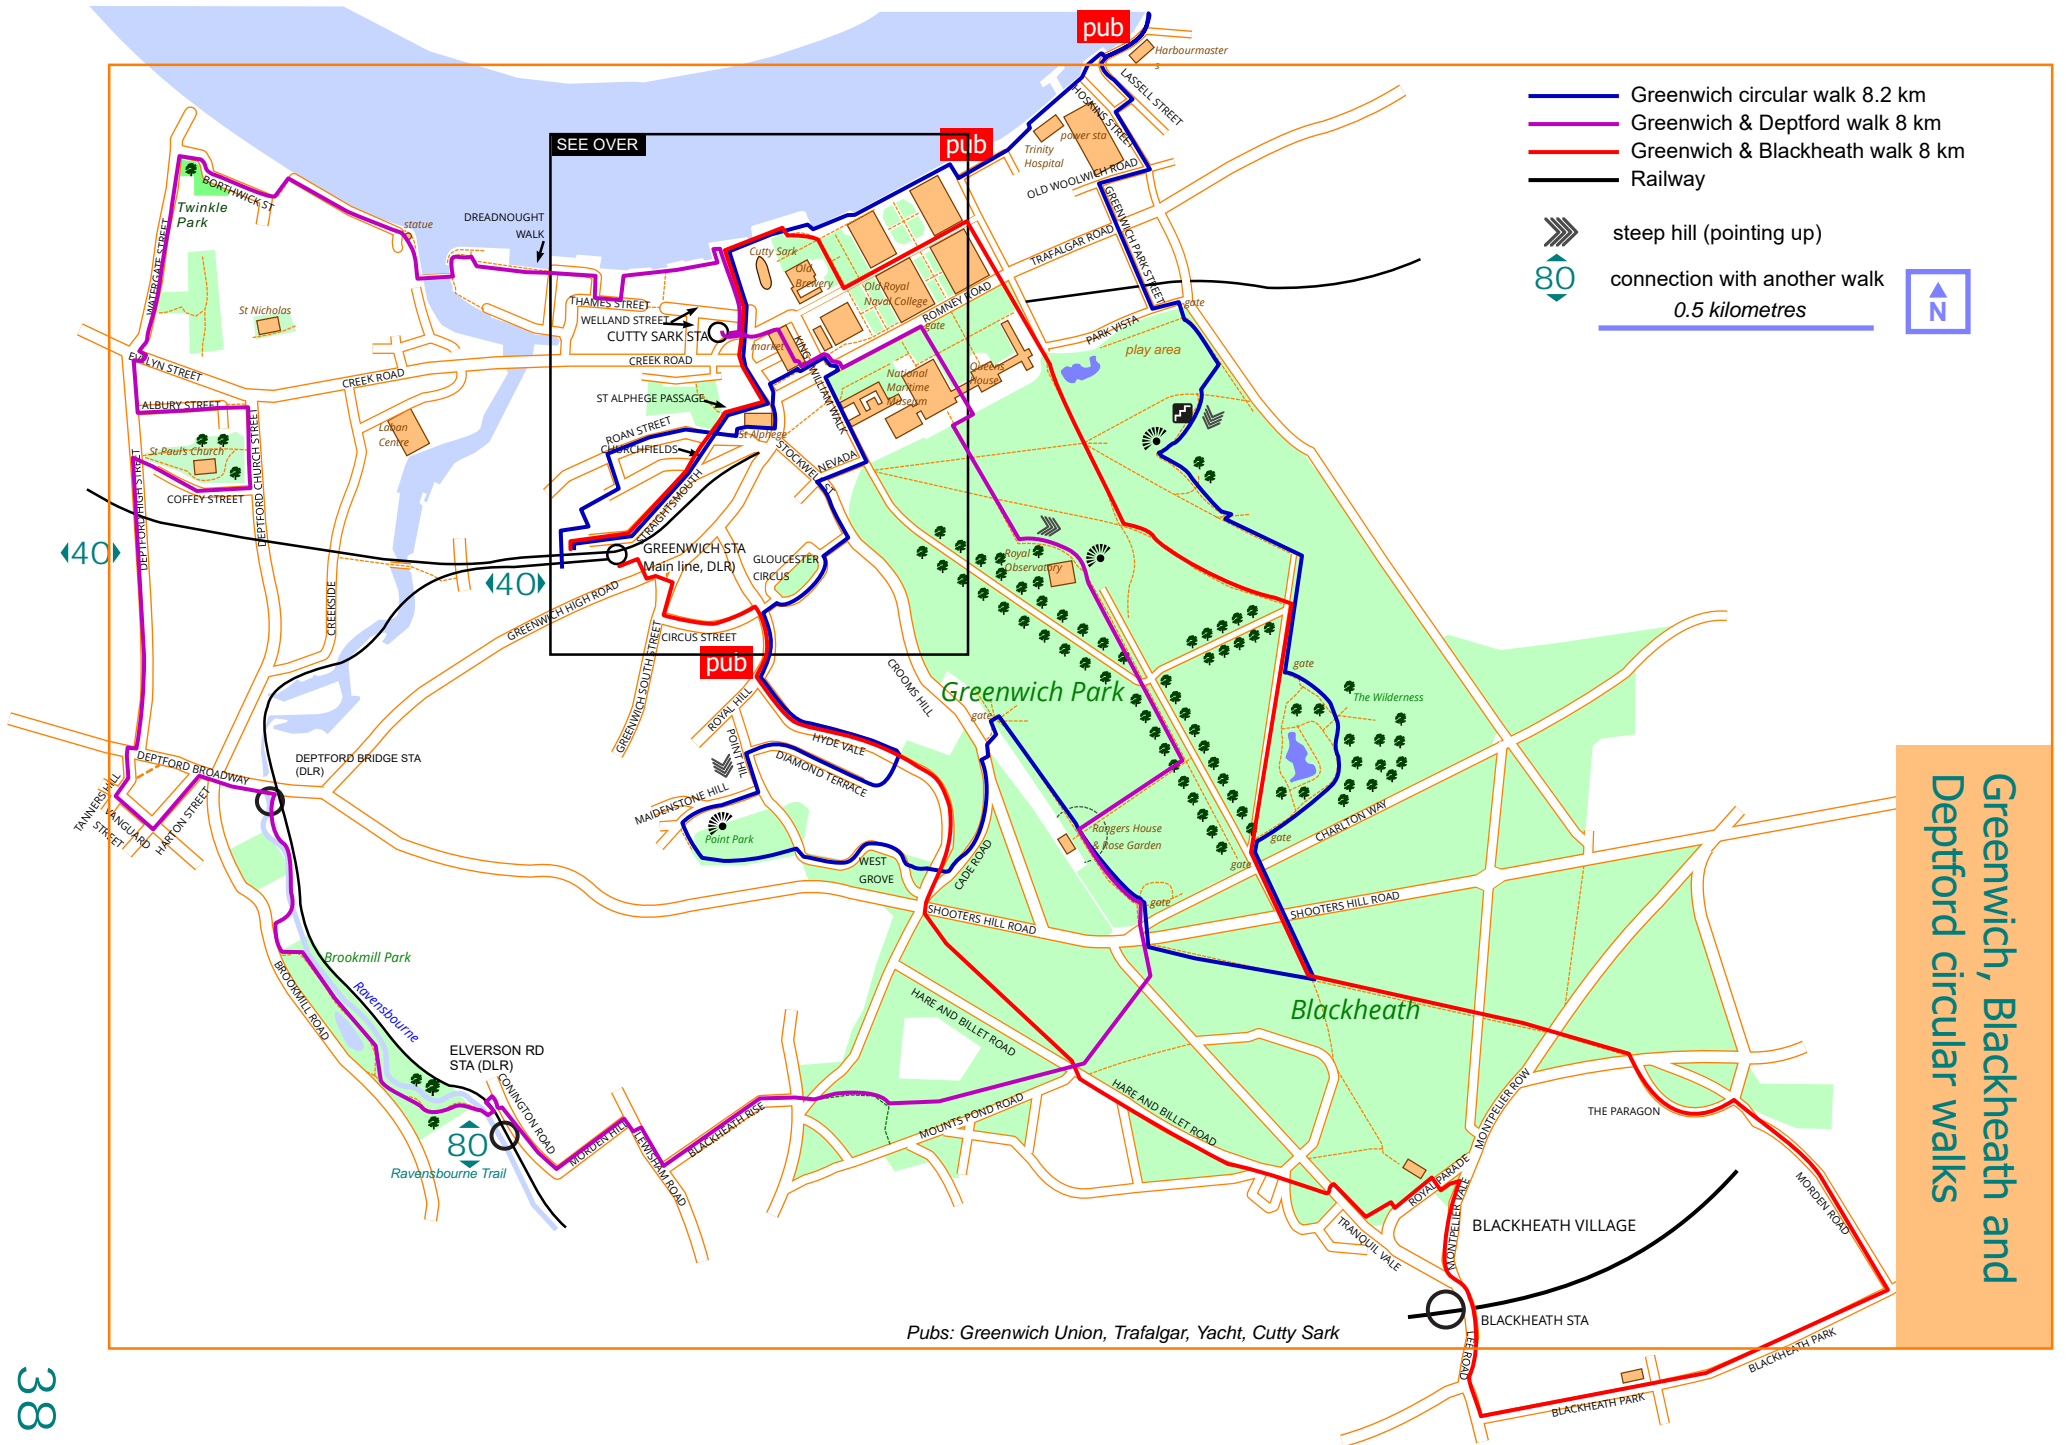 pub
Harbourmaster
s
LASSELL STREET
HOSKINS STREET
power sta
Trinity
Hospital
OLD WOOLWICH ROAD
GREENWICH PARK STREET
TRAFALGAR ROAD
Greenwich circular walk 8.2 km
Greenwich & Deptford walk 8 km
Greenwich & Blackheath walk 8 km
Railway
steep hill (pointing up)
80
connection with another walk
0.5 kilometres
N
SEE OVER
pub
BORTHWICK ST
Twinkle
Park
WATERGATE STREET
statue
DREADNOUGHT
WALK
St Nicholas
THAMES STREET
WELLAND STREET
CUTTY SARK STA
Cutty Sark
Old
Brewery
Old Royal
Naval College
ROMNEY ROAD
gate
market
KING WILLIAM WALK
National
Maritime
Museum
Queens
House
PARK VISTA
gate
play area
EVELYN STREET
CREEK ROAD
CREEK ROAD
ALBURY STREET
St Paul's Church
COFFEY STREET
DEPTFORD HIGH STREET
DEPTFORD CHURCH STREET
Laban
Centre
ST ALPHEGE PASSAGE
ROAN STREET
CHURCHFIELDS
St Alphege
STOCKWELL ST
NEVADA
STRAIGHTSMOUTH
GREENWICH STA
Main line, DLR)
GLOUCESTER
CIRCUS
40
40
CREEKSIDE
GREENWICH HIGH ROAD
CIRCUS STREET
GREENWICH SOUTH STREET
pub
ROYAL HILL
POINT HIL
HYDE VALE
DIAMOND TERRACE
MAIDENSTONE HILL
Point Park
WEST
GROVE
CADE ROAD
CROOMS HILL
Royal
Observatory
Greenwich Park
gate
gate
The Wilderness
Rangers House
& Rose Garden
gate
gate
gate
CHARLTON WAY
SHOOTERS HILL ROAD
SHOOTERS HILL ROAD
DEPTFORD BROADWAY
DEPTFORD BRIDGE STA
(DLR)
TANNERS HILL
VANGUARD
STREET
HARTON STREET
Brookmill Park
Ravensbourne
BROOKMILL ROAD
ELVERSON RD
STA (DLR)
CONINGTON ROAD
80
Ravensbourne Trail
MORDEN HILL
LEWISHAM ROAD
BLACKHEATH RISE
MOUNTS POND ROAD
HARE AND BILLET ROAD
HARE AND BILLET ROAD
Blackheath
MONTPELIER ROW
THE PARAGON
MORDEN ROAD
ROYAL PARADE
MONTPELIER VALE
TRANQUIL VALE
BLACKHEATH VILLAGE
BLACKHEATH STA
LEE ROAD
BLACKHEATH PARK
BLACKHEATH PARK
Pubs: Greenwich Union, Trafalgar, Yacht, Cutty Sark
Greenwich, Blackheath and
Deptford circular walks
38